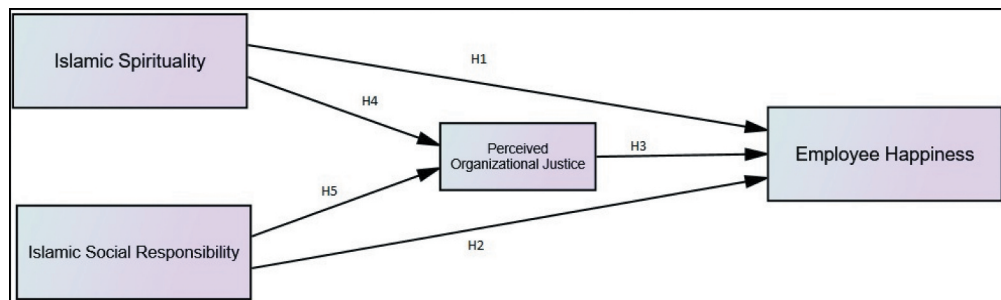 Islamic Spirituality
H1
H4
Perceived
Organizational Justice
H3
Employee Happiness
H5
Islamic Social Responsibility
H2